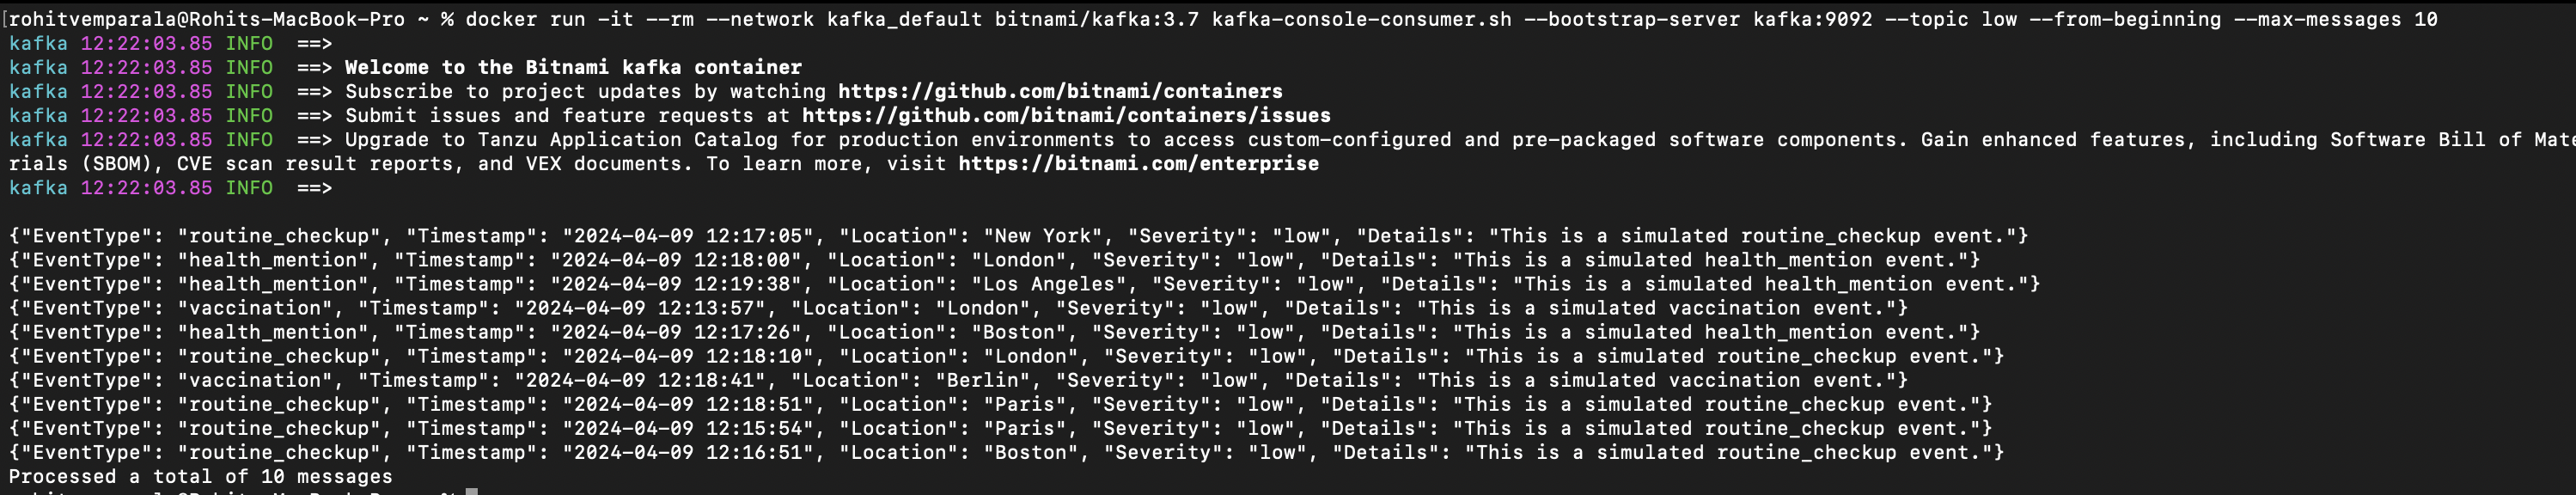 [rohitvemparala@Rohits-MacBook-Pro ~ % docker run -it --rm --network kafka_default bitnami/kafka:3.7 kafka-console-consumer.sh --bootstrap-server kafka:9092 --topic low --from-beginning --max-messages 10
kafka 12:22:03.85 INFO  ==>
kafka 12:22:03.85 INFO  ==> Welcome to the Bitnami kafka container
kafka 12:22:03.85 INFO  ==> Subscribe to project updates by watching https://github.com/bitnami/containers
kafka 12:22:03.85 INFO  ==> Submit issues and feature requests at https://github.com/bitnami/containers/issues
kafka 12:22:03.85 INFO  ==> Upgrade to Tanzu Application Catalog for production environments to access custom-configured and pre-packaged software components. Gain enhanced features, including Software Bill of Mate
rials (SBOM), CVE scan result reports, and VEX documents. To learn more, visit https://bitnami.com/enterprise
kafka 12:22:03.85 INFO  ==>
{"EventType": "routine_checkup", "Timestamp": "2024-04-09 12:17:05", "Location": "New York", "Severity": "low", "Details": "This is a simulated routine_checkup event."}
{"EventType": "health_mention", "Timestamp": "2024-04-09 12:18:00", "Location": "London", "Severity": "low", "Details": "This is a simulated health_mention event."}
{"EventType": "health_mention", "Timestamp": "2024-04-09 12:19:38", "Location": "Los Angeles", "Severity": "low", "Details": "This is a simulated health_mention event."}
{"EventType": "vaccination", "Timestamp": "2024-04-09 12:13:57", "Location": "London", "Severity": "low", "Details": "This is a simulated vaccination event."}
{"EventType": "health_mention", "Timestamp": "2024-04-09 12:17:26", "Location": "Boston", "Severity": "low", "Details": "This is a simulated health_mention event."}
{"EventType": "routine_checkup", "Timestamp": "2024-04-09 12:18:10", "Location": "London", "Severity": "low", "Details": "This is a simulated routine_checkup event."}
{"EventType": "vaccination", "Timestamp": "2024-04-09 12:18:41", "Location": "Berlin", "Severity": "low", "Details": "This is a simulated vaccination event."}
{"EventType": "routine_checkup", "Timestamp": "2024-04-09 12:18:51", "Location": "Paris", "Severity": "low", "Details": "This is a simulated routine_checkup event."}
{"EventType": "routine_checkup", "Timestamp": "2024-04-09 12:15:54", "Location": "Paris", "Severity": "low", "Details": "This is a simulated routine_checkup event."}
{"EventType": "routine_checkup", "Timestamp": "2024-04-09 12:16:51", "Location": "Boston", "Severity": "low", "Details": "This is a simulated routine_checkup event."}
Processed a total of 10 messages